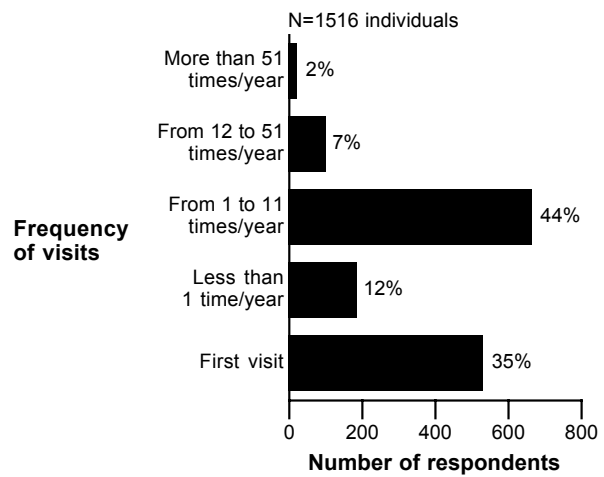 N=1516 individuals
More than 51
times/year
2%
From 12 to 51
times/year
7%
Frequency
of visits
From 1 to 11
times/year
44%
Less than
1 time/year
12%
First visit
35%
0
200
400
600
800
Number of respondents